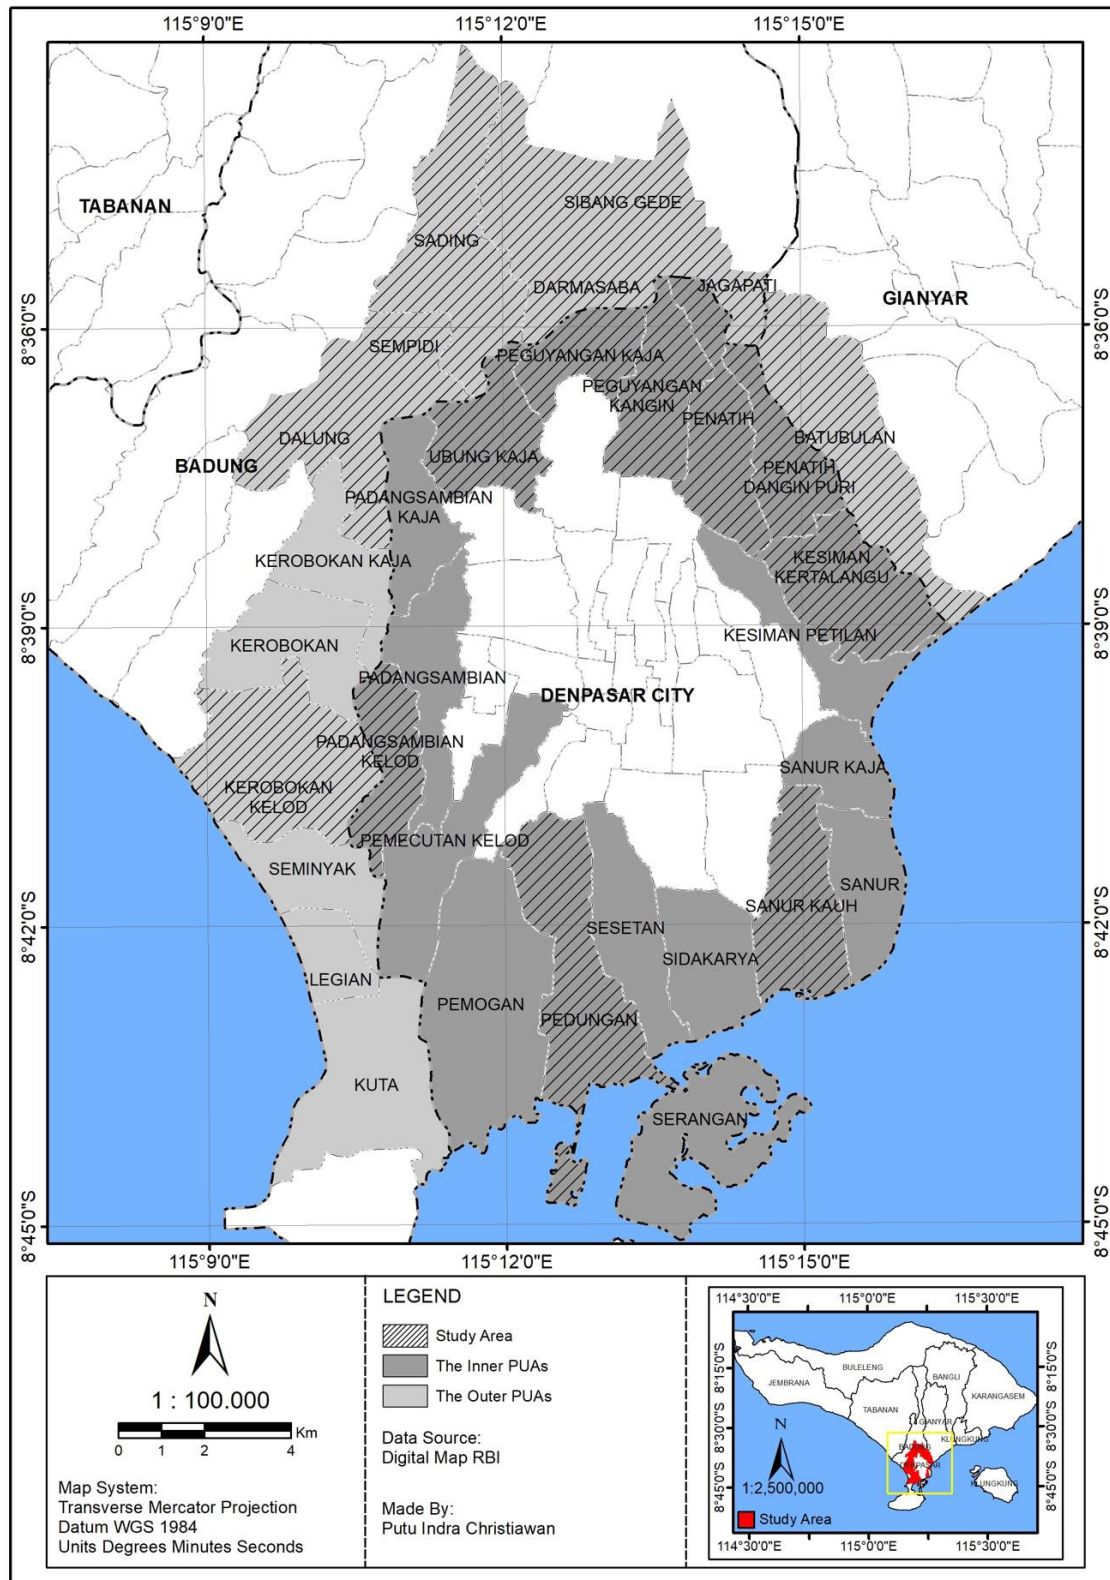 115°9'0"E
115°12'0"E
115°15'0"E
TABANAN
SIBANG GEDE
SADING
DARMASABA
JAGAPATI
GIANYAR
8°36'0"S
8°36'0"S
SEMPIDI
PEGUYANGAN KAJA
PEGUYANGAN
KANGIN
PENATIH
DALUNG
BATUBULAN
BADUNG
UBUNG KAJA
PENATIH
DANGIN PURI
PADANGSAMBIAN
KAJA
KEROBOKAN KAJA
KESIMAN
KERTALANGU
8°39'0"S
8°39'0"S
KEROBOKAN
KESIMAN PETILAN
PADANGSAMBIAN
DENPASAR CITY
PADANGSAMBIAN
KELOD
SANUR KAJA
KEROBOKAN
KELOD
PEMECUTAN KELOD
SEMINYAK
SANUR
SANUR KAUH
8°42'0"S
8°42'0"S
SESETAN
SIDAKARYA
LEGIAN
PEMOGAN
PEDUNGAN
KUTA
SERANGAN
8°45'0"S
8°45'0"S
115°9'0"E
115°12'0"E
115°15'0"E
N
1 : 100.000
0 1 2 4 Km
Map System:
Transverse Mercator Projection
Datum WGS 1984
Units Degrees Minutes Seconds
LEGEND
Study Area
The Inner PUAs
The Outer PUAs
Data Source:
Digital Map RBI
Made By:
Putu Indra Christiawan
114°30'0"E
115°0'0"E
115°30'0"E
8°15'0"S
8°15'0"S
BULELENG
BANGLI
JEMBRANA
KARANGASEM
TABANAN
GIANYAR
8°30'0"S
8°30'0"S
KLUNGKUNG
BADUNG
DENPASAR
N
KLUNGKUNG
8°45'0"S
8°45'0"S
1:2,500,000
Study Area
114°30'0"E
115°0'0"E
115°30'0"E